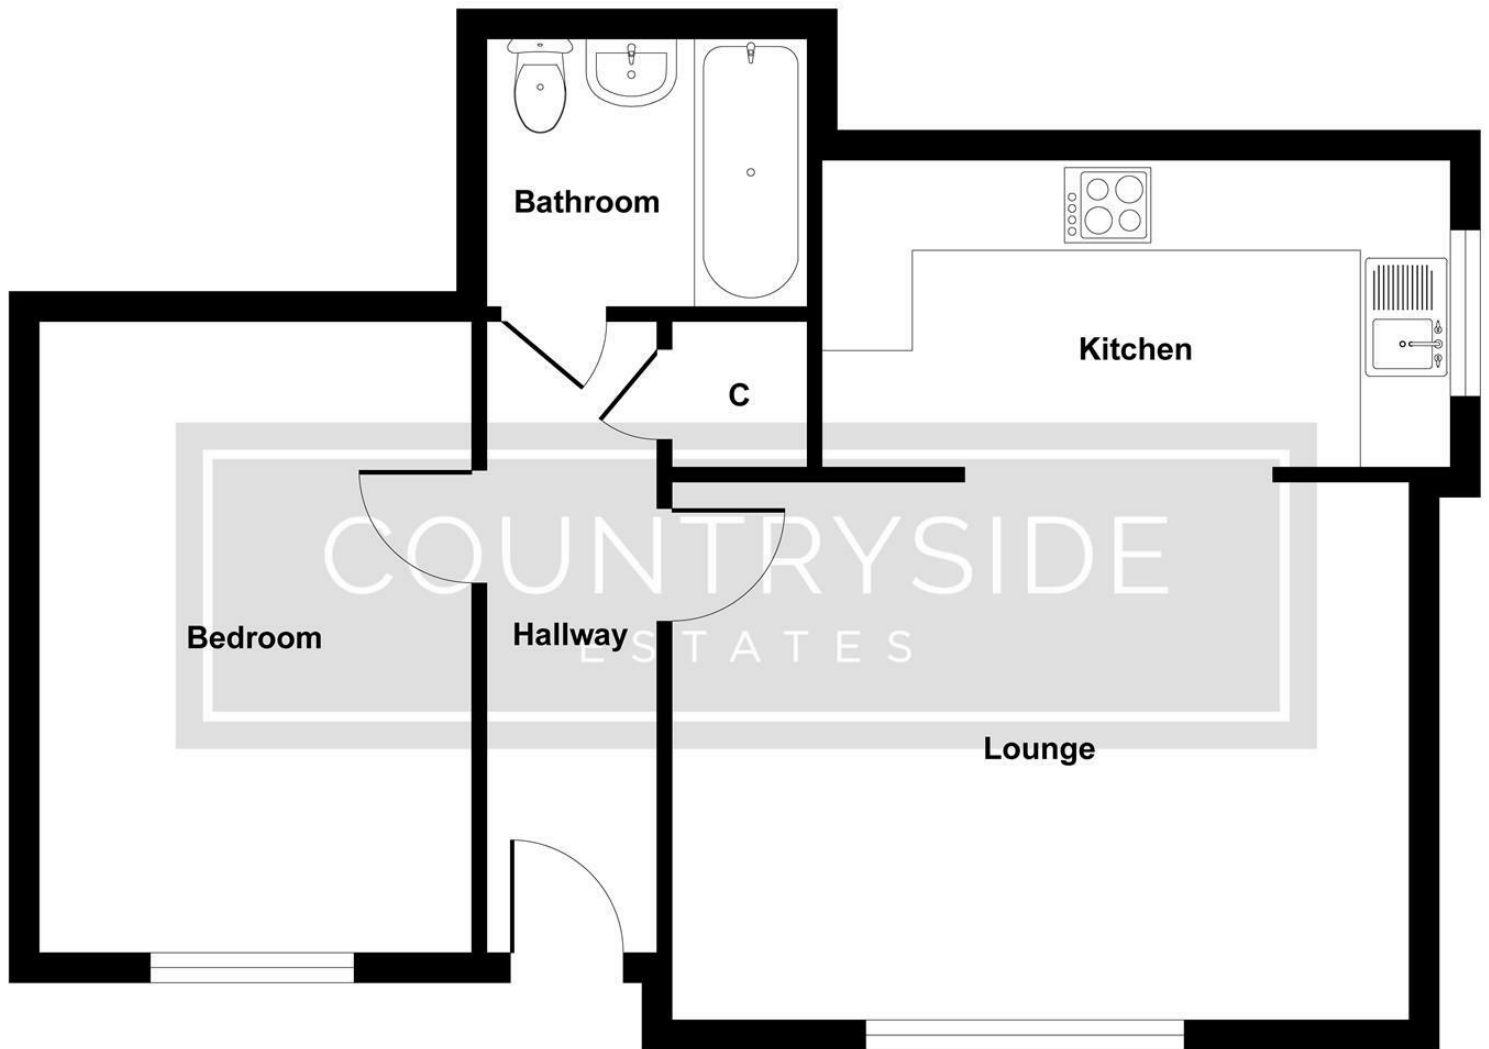 Bathroom
Kitchen
C
COUNTRYSIDE
ESTATES
Bedroom
Hallway
Lounge